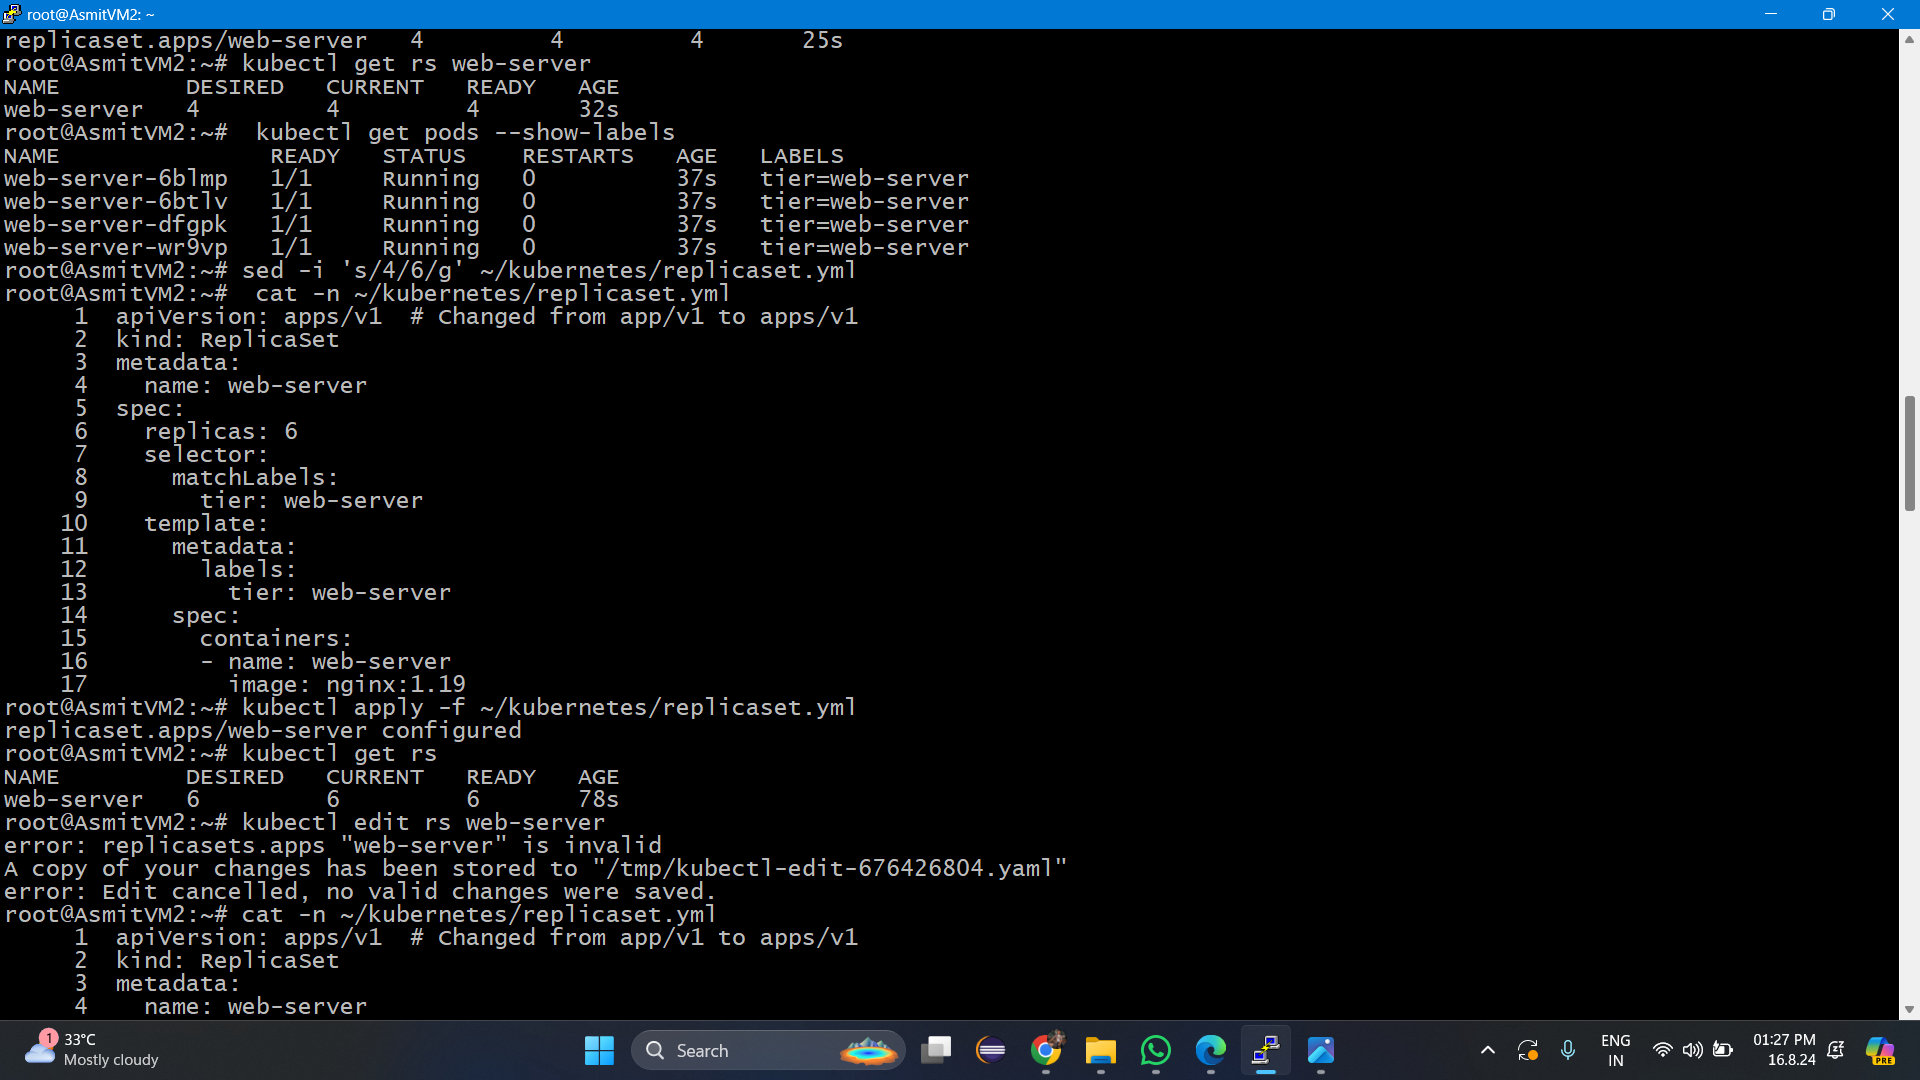 root@AsmitVM2: ~
replicaset.apps/web-server   4         4         4       25s
root@AsmitVM2:~# kubectl get rs web-server
NAME         DESIRED   CURRENT   READY   AGE
web-server   4         4         4       32s
root@AsmitVM2:~#  kubectl get pods --show-labels
NAME               READY   STATUS    RESTARTS   AGE   LABELS
web-server-6blmp   1/1     Running   0          37s   tier=web-server
web-server-6btlv   1/1     Running   0          37s   tier=web-server
web-server-dfgpk   1/1     Running   0          37s   tier=web-server
web-server-wr9vp   1/1     Running   0          37s   tier=web-server
root@AsmitVM2:~# sed -i 's/4/6/g' ~/kubernetes/replicaset.yml
root@AsmitVM2:~#  cat -n ~/kubernetes/replicaset.yml
     1  apiVersion: apps/v1  # Changed from app/v1 to apps/v1
     2  kind: ReplicaSet
     3  metadata:
     4    name: web-server
     5  spec:
     6    replicas: 6
     7    selector:
     8      matchLabels:
     9        tier: web-server
    10    template:
    11      metadata:
    12        labels:
    13          tier: web-server
    14      spec:
    15        containers:
    16        - name: web-server
    17          image: nginx:1.19
root@AsmitVM2:~# kubectl apply -f ~/kubernetes/replicaset.yml
replicaset.apps/web-server configured
root@AsmitVM2:~# kubectl get rs
NAME         DESIRED   CURRENT   READY   AGE
web-server   6         6         6       78s
root@AsmitVM2:~# kubectl edit rs web-server
error: replicasets.apps "web-server" is invalid
A copy of your changes has been stored to "/tmp/kubectl-edit-676426804.yaml"
error: Edit cancelled, no valid changes were saved.
root@AsmitVM2:~# cat -n ~/kubernetes/replicaset.yml
     1  apiVersion: apps/v1  # Changed from app/v1 to apps/v1
     2  kind: ReplicaSet
     3  metadata:
     4    name: web-server
1
33°C
Mostly cloudy
Search
ENG
IN
01:27 PM
16.8.24
PRE